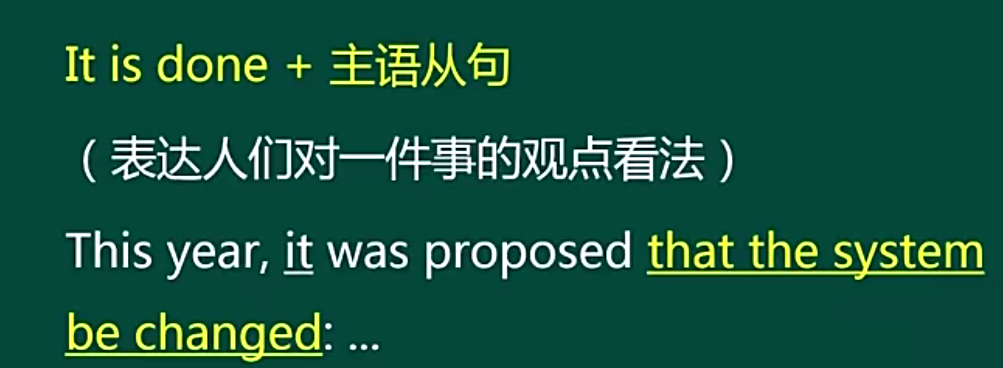 It is done + 主语从句
（表达人们对一件事的观点看法）
This year, it was proposed that the system
be changed: ...